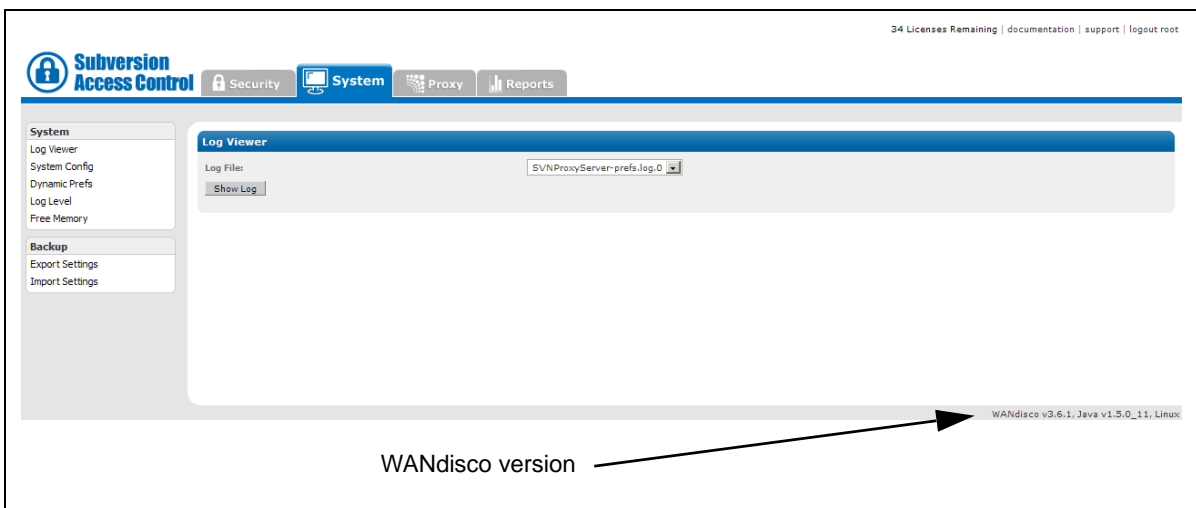 34 Licenses Remaining | documentation | support | logout root
Subversion
Access Control
Security
System
Proxy
Reports
System
Log Viewer
System Config
Dynamic Prefs
Log Level
Free Memory
Backup
Export Settings
Import Settings
Log Viewer
Log File:
SVNProxyServer-prefs.log.0
Show Log
WANdisco v3.6.1, Java v1.5.0_11, Linux
WANdisco version